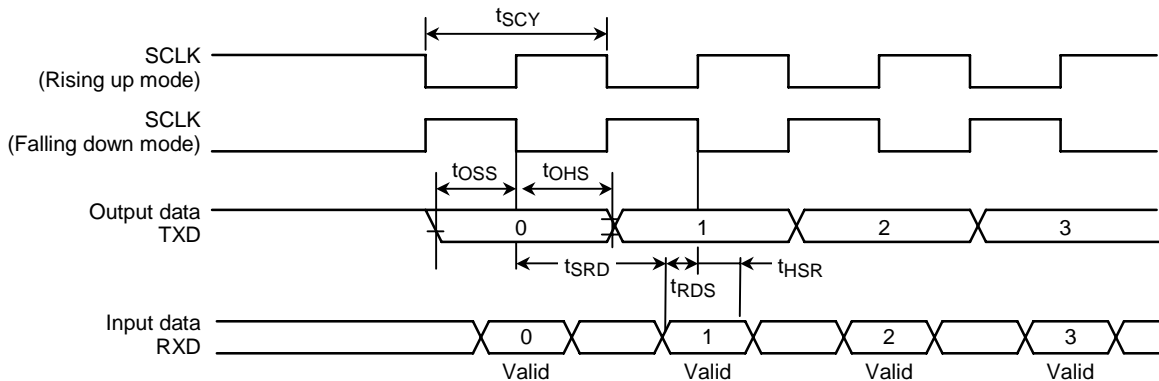 tSCY
SCLK
(Rising up mode)
SCLK
(Falling down mode)
tOSS
tOHS
Output data
TXD
0
1
2
3
tSRD
tRDS
tHSR
Input data
RXD
0
1
2
3
Valid
Valid
Valid
Valid